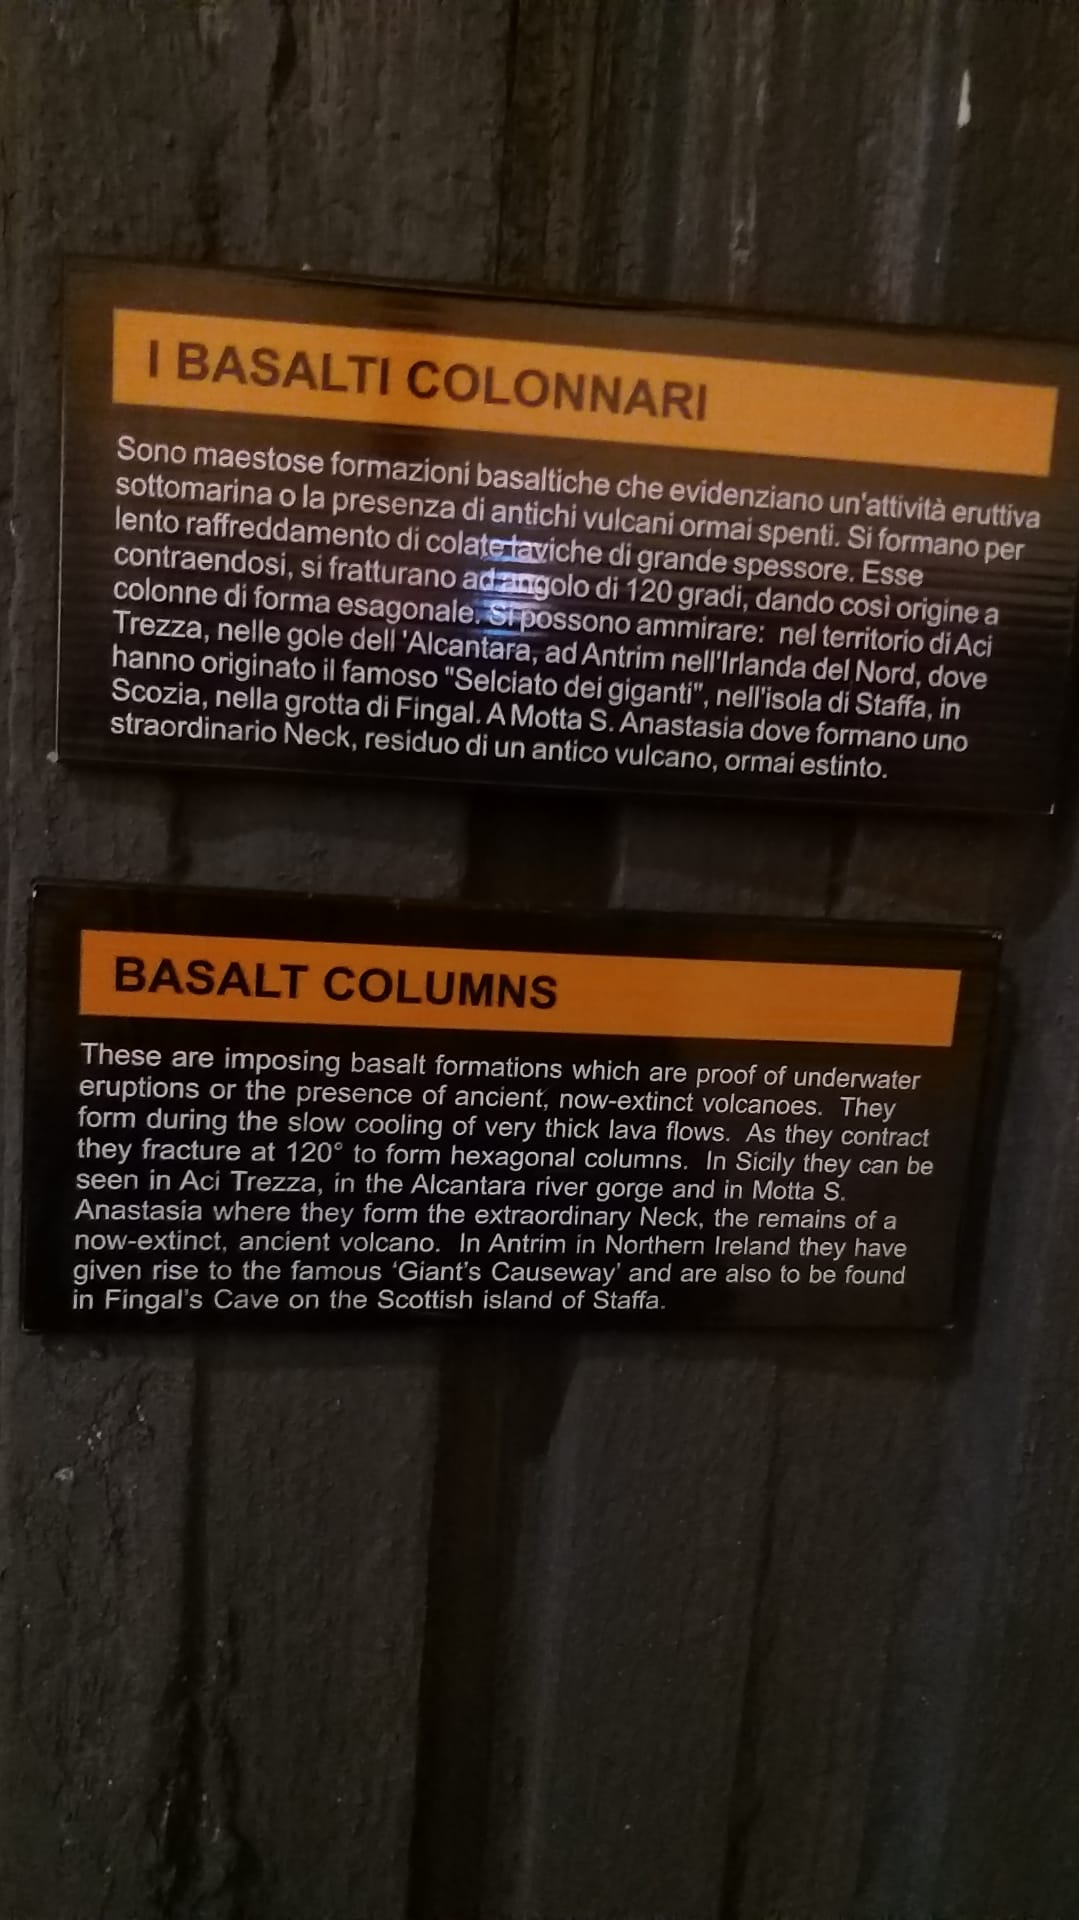 I BASALTI COLONNARI
Sono maestose formazioni basaltiche che evidenziano un'attività eruttiva
sottomarina o la presenza di antichi vulcani ormai spenti. Si formano per
lento raffreddamento di colate laviche di grande spessore. Esse
contraendosi, si fratturano ad angolo di 120 gradi, dando così origine a
colonne di forma esagonale. Si possono ammirare: nel territorio di Aci
Trezza, nelle gole dell 'Alcantara, ad Antrim nell'Irlanda del Nord, dove
hanno originato il famoso "Selciato dei giganti", nell'isola di Staffa, in
Scozia, nella grotta di Fingal. A Motta S. Anastasia dove formano uno
straordinario Neck, residuo di un antico vulcano, ormai estinto.
BASALT COLUMNS
These are imposing basalt formations which are proof of underwater
eruptions or the presence of ancient, now-extinct volcanoes. They
form during the slow cooling of very thick lava flows. As they contract
they fracture at 120° to form hexagonal columns. In Sicily they can be
seen in Aci Trezza, in the Alcantara river gorge and in Motta S.
Anastasia where they form the extraordinary Neck, the remains of a
now-extinct, ancient volcano. In Antrim in Northern Ireland they have
given rise to the famous ‘Giant’s Causeway’ and are also to be found
in Fingal’s Cave on the Scottish island of Staffa.